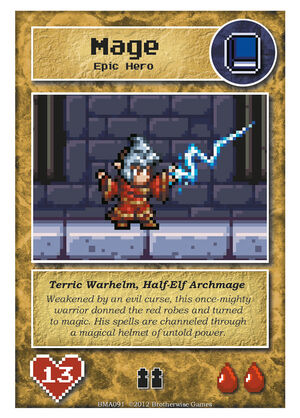 Mage
Epic Hero
Terric Warhelm, Half-Elf Archmage
Weakened by an evil curse, this once-mighty
warrior donned the red robes and turned
to magic. His spells are channeled through
a magical helmet of untold power.
13
BMA091 ©2012 Brotherwise Games